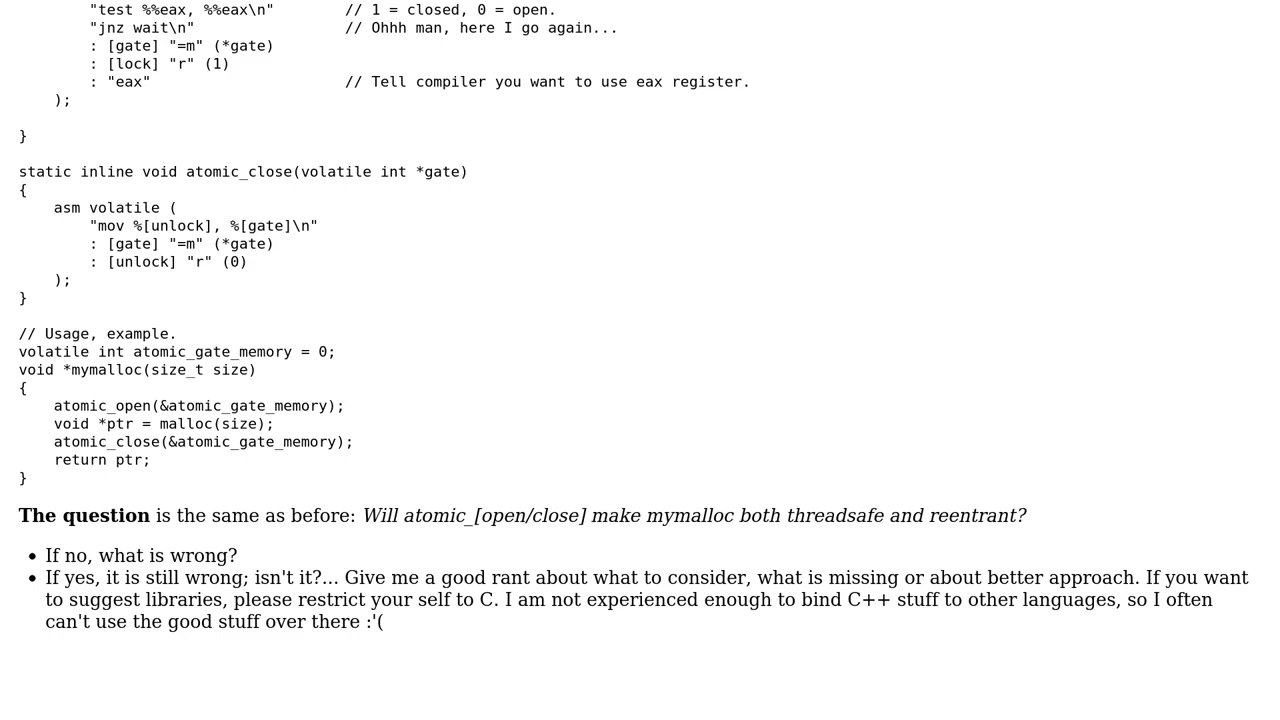 "test %%eax, %%eax\n"        // 1 = closed, 0 = open.
        "jnz wait\n"                 // Ohhh man, here I go again...
        : [gate] "=m" (*gate)
        : [lock] "r" (1)
        : "eax"                      // Tell compiler you want to use eax register.
    );
}
static inline void atomic_close(volatile int *gate)
{
    asm volatile (
        "mov %[unlock], %[gate]\n"
        : [gate] "=m" (*gate)
        : [unlock] "r" (0)
    );
}
// Usage, example.
volatile int atomic_gate_memory = 0;
void *mymalloc(size_t size)
{
    atomic_open(&atomic_gate_memory);
    void *ptr = malloc(size);
    atomic_close(&atomic_gate_memory);
    return ptr;
}
The question is the same as before: Will atomic_[open/close] make mymalloc both threadsafe and reentrant?
• If no, what is wrong?
• If yes, it is still wrong; isn't it?... Give me a good rant about what to consider, what is missing or about better approach. If you want
to suggest libraries, please restrict your self to C. I am not experienced enough to bind C++ stuff to other languages, so I often
can't use the good stuff over there :'(